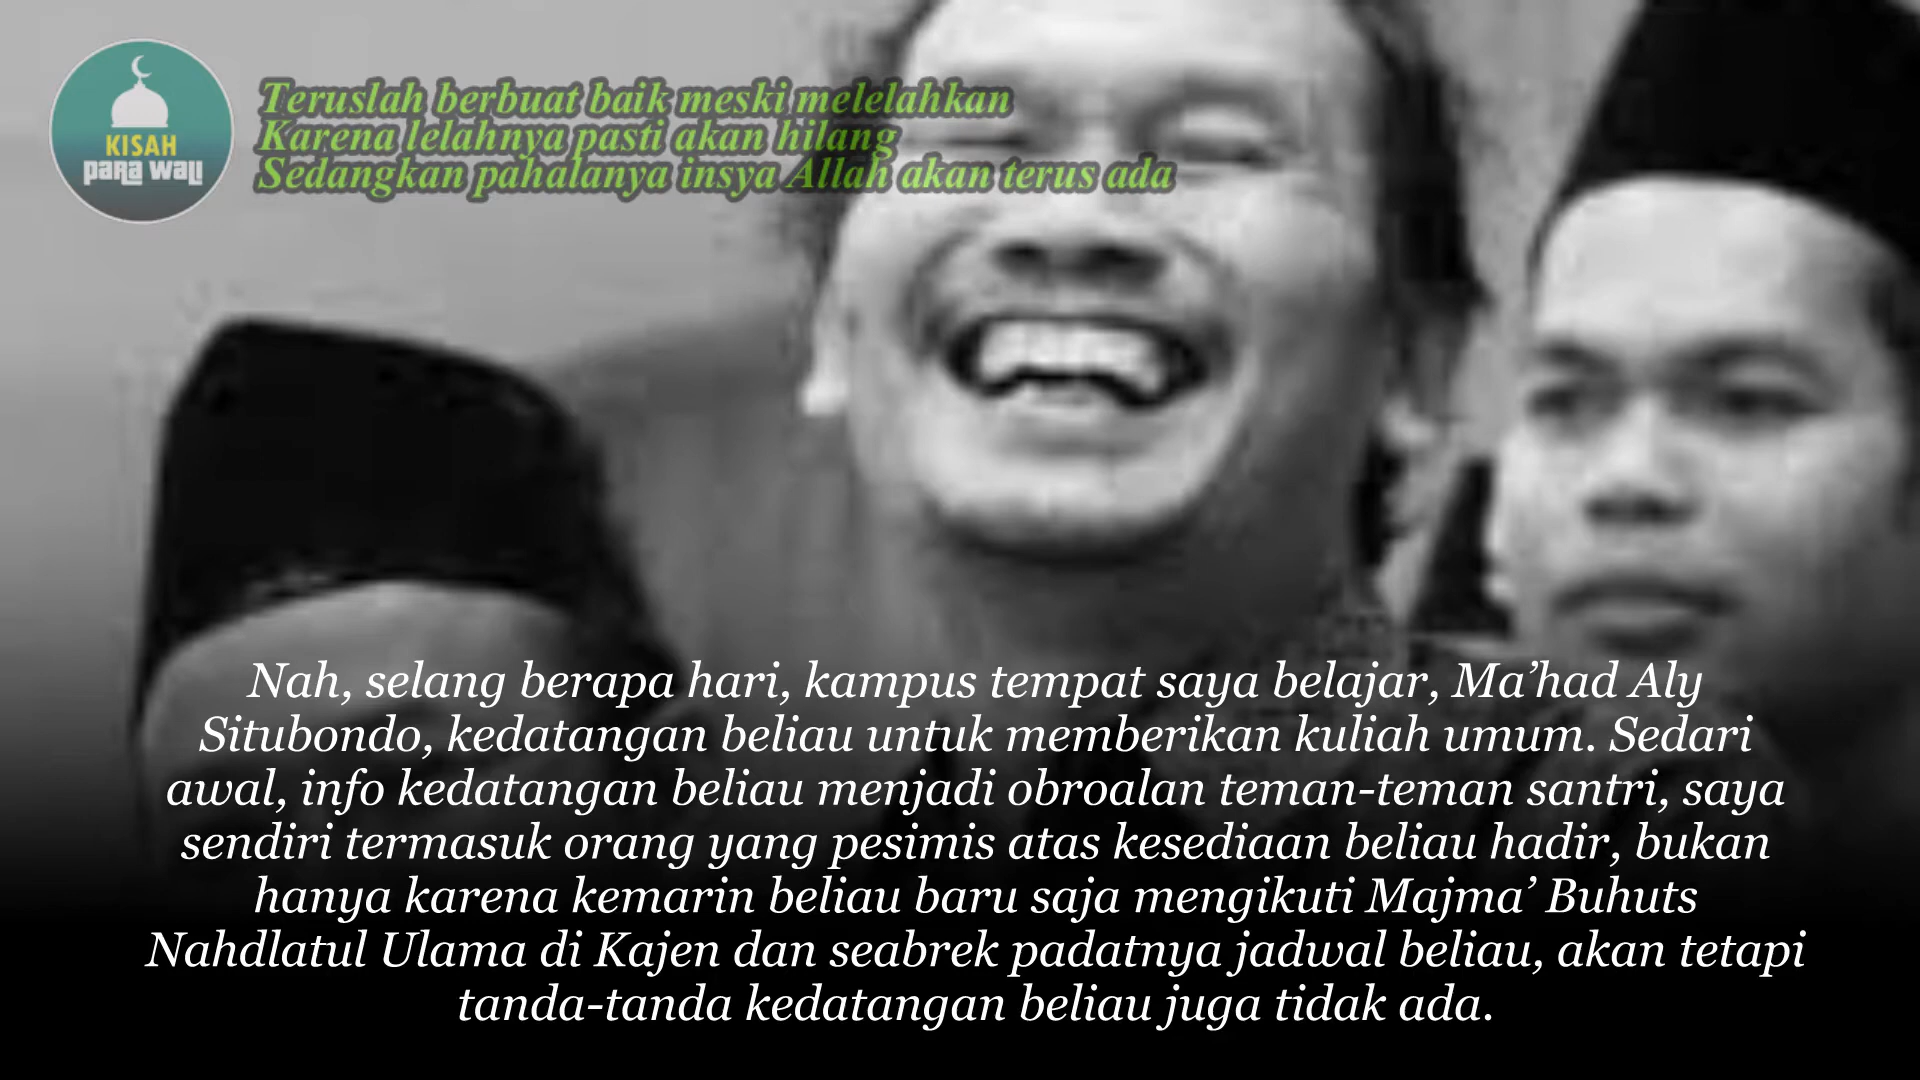 KISAH
PARA WALI
Teruslah berbuat baik meski melelahkan
Karena lelahnya pasti akan hilang
Sedangkan pahalanya insya Allah akan terus ada
Nah, selang berapa hari, kampus tempat saya belajar, Ma’had Aly
Situbondo, kedatangan beliau untuk memberikan kuliah umum. Sedari
awal, info kedatangan beliau menjadi obroalan teman-teman santri, saya
sendiri termasuk orang yang pesimis atas kesediaan beliau hadir, bukan
hanya karena kemarin beliau baru saja mengikuti Majma’ Buhuts
Nahdlatul Ulama di Kajen dan seabrek padatnya jadwal beliau, akan tetapi
tanda-tanda kedatangan beliau juga tidak ada.